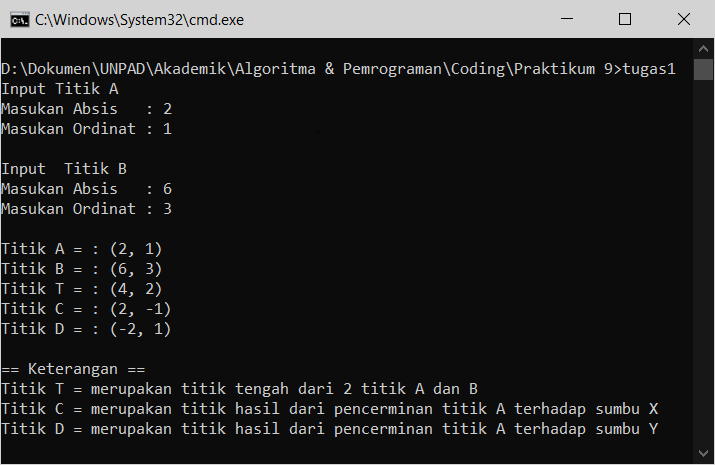 C:\Windows\System32\cmd.exe
D:\Dokumen\UNPAD\Akademik\Algoritma & Pemrograman\Coding\Praktikum 9>tugas1
Input Titik A
Masukan Absis   : 2
Masukan Ordinat : 1
Input  Titik B
Masukan Absis   : 6
Masukan Ordinat : 3
Titik A = : (2, 1)
Titik B = : (6, 3)
Titik T = : (4, 2)
Titik C = : (2, -1)
Titik D = : (-2, 1)
== Keterangan ==
Titik T = merupakan titik tengah dari 2 titik A dan B
Titik C = merupakan titik hasil dari pencerminan titik A terhadap sumbu X
Titik D = merupakan titik hasil dari pencerminan titik A terhadap sumbu Y